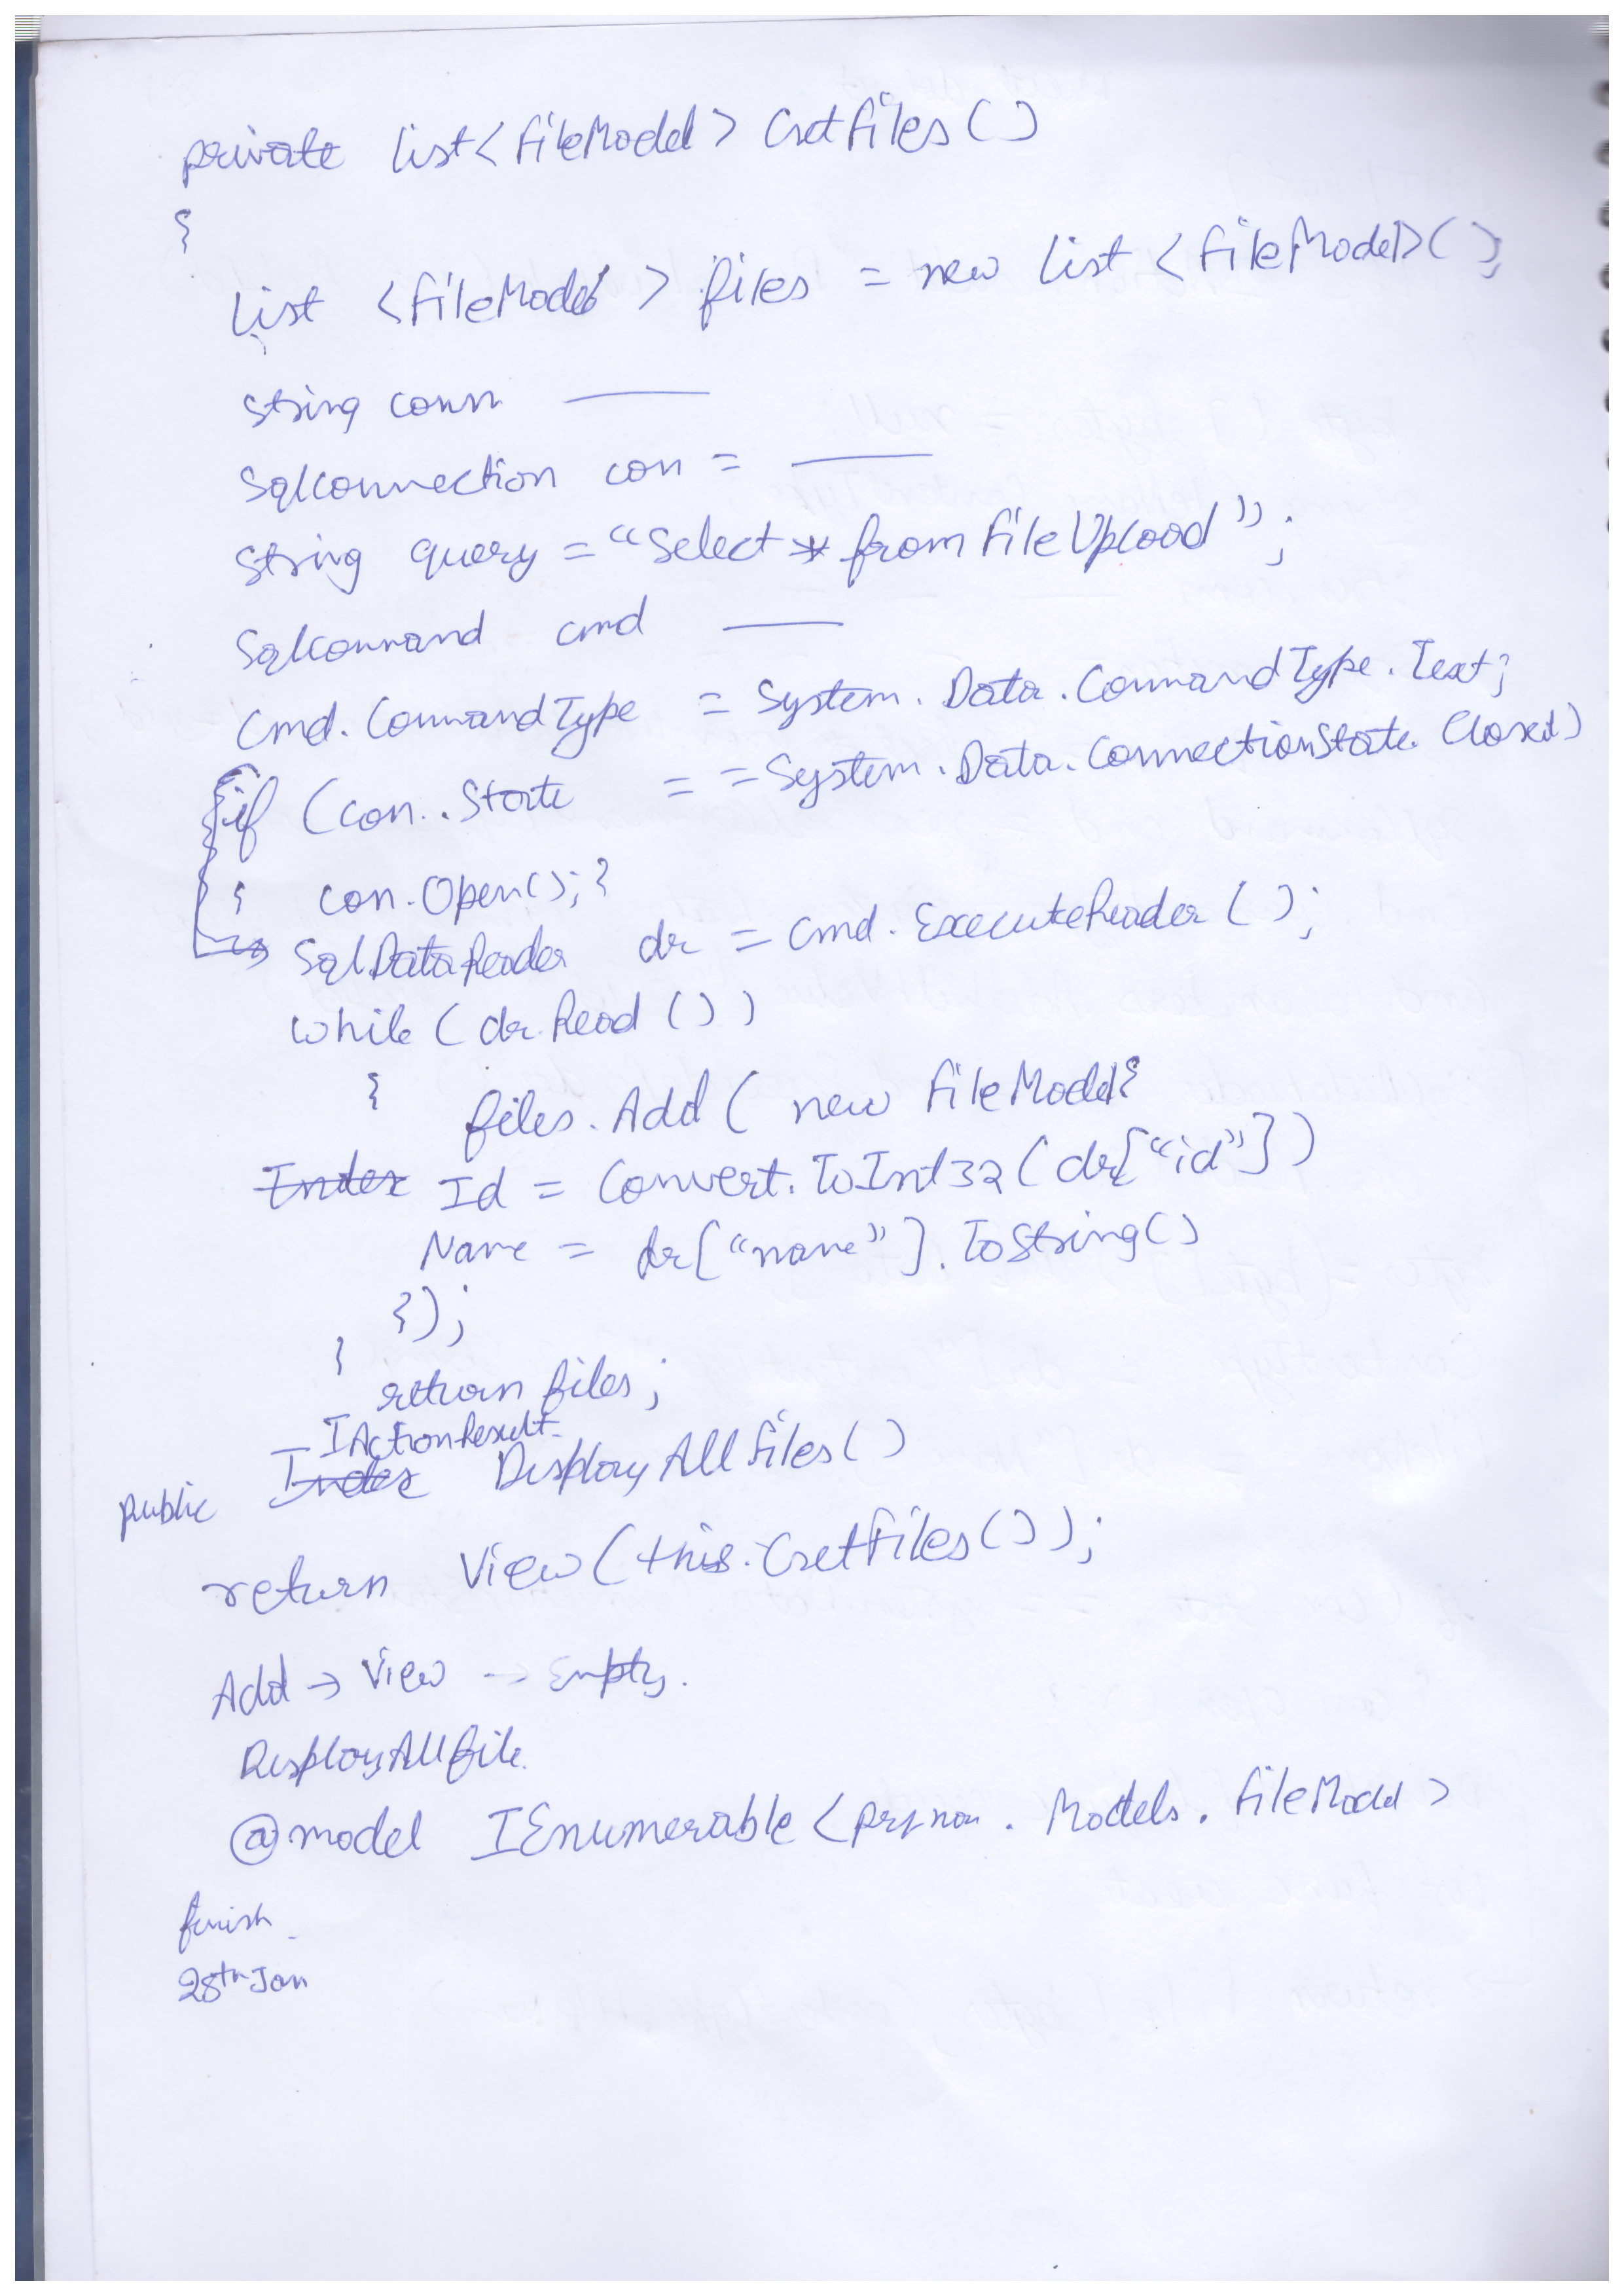 private List<FileModel> GetFiles()
{
List <FileModel> files = new List <FileModel>();
string conn ——
Sqlconnection con = ——
String query = "Select * from FileUpload";
Sqlcommand cmd ——
Cmd.CommandType = System.Data.CommandType.Text;
if (con..State == System.Data.ConnectionState.Closed)
{ con.Open();}
SqlDataReader dr = cmd.ExecuteReader();
while (dr.Read())
{ files.Add( new FileModel{
Index Id = Convert.ToInt32(dr["id"])
Name = dr["name"].ToString()
});
}
return files;
IActionResult
public Index DisplayAllFiles()
return View(this.GetFiles());
Add → View → Empty.
DisplayAllfile.
@model IEnumerable<prjnam.Models.FileModel>
finish
28th Jan